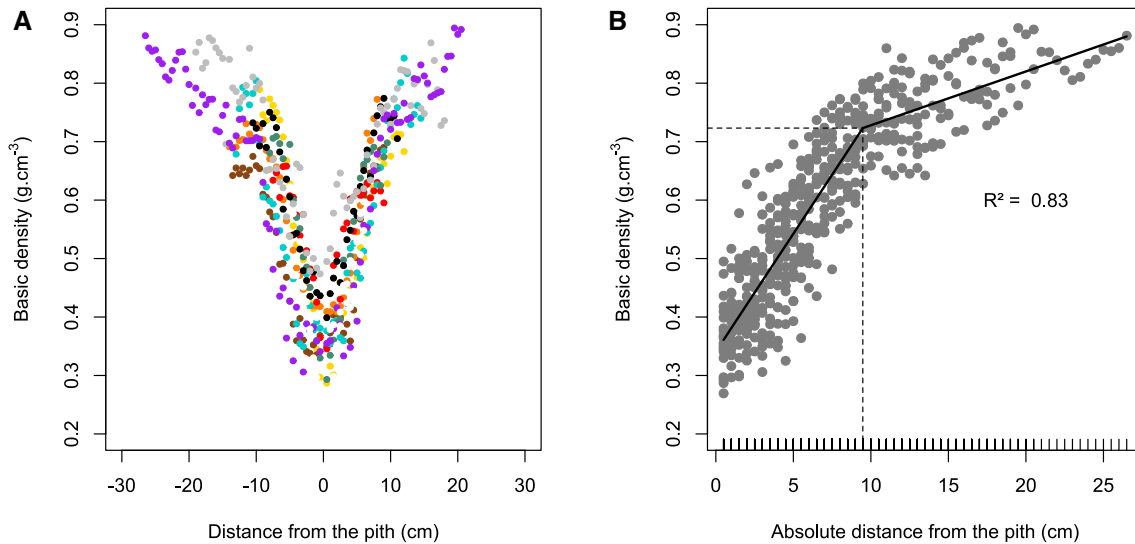 A
Basic density (g.cm⁻³)
0.9
0.8
0.7
0.6
0.5
0.4
0.3
0.2
-30 -20 -10 0 10 20 30
Distance from the pith (cm)
B
Basic density (g.cm⁻³)
0.9
0.8
0.7
0.6
0.5
0.4
0.3
0.2
R² = 0.83
0 5 10 15 20 25
Absolute distance from the pith (cm)